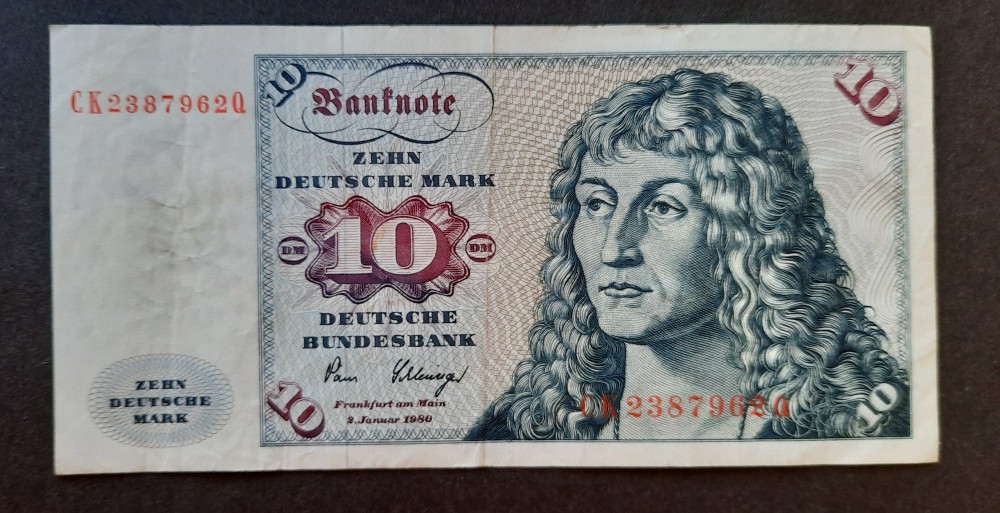 CK2387962Q
10
Banknote
10
ZEHN
DEUTSCHE MARK
DM 10 DM
DEUTSCHE
BUNDESBANK
Frankfurt am Main
2. Januar 1980
10
ZEHN
DEUTSCHE
MARK
CK2387962Q
10